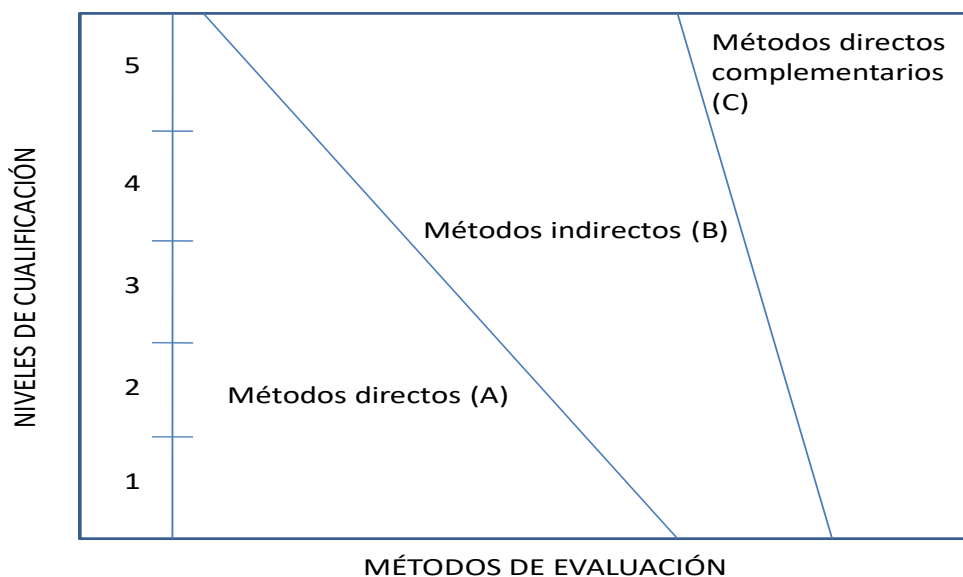 Métodos directos
complementarios
(C)
5
4
Métodos indirectos (B)
3
Métodos directos (A)
2
1
NIVELES DE CUALIFICACIÓN
MÉTODOS DE EVALUACIÓN